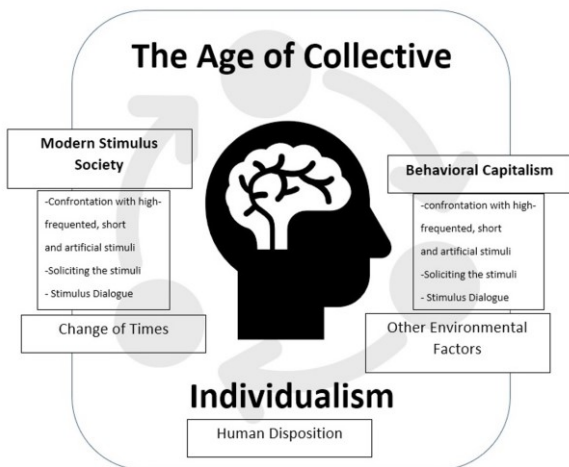 The Age of Collective
Modern Stimulus
Society
-Confrontation with high-
frequented, short
and artificial stimuli
-Soliciting the stimuli
- Stimulus Dialogue
Change of Times
Behavioral Capitalism
-confrontation with high-
frequented, short
and artificial stimuli
-Soliciting the stimuli
- Stimulus Dialogue
Other Environmental
Factors
Individualism
Human Disposition